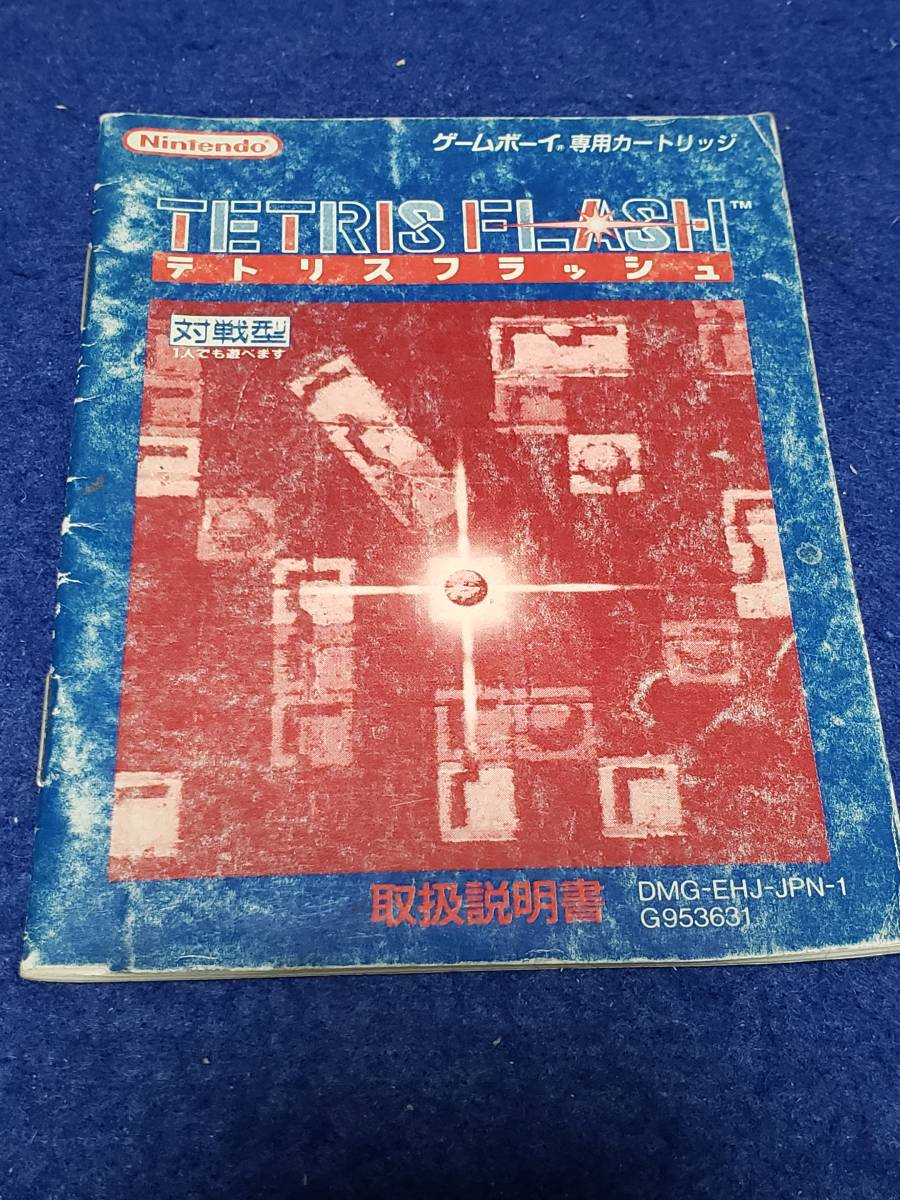 Nintendo®
ゲームボーイ®専用カートリッジ
TETRIS FLASH™
テトリスフラッシュ
対戦型
1人でも遊べます
取扱説明書
DMG-EHJ-JPN-1
G953631